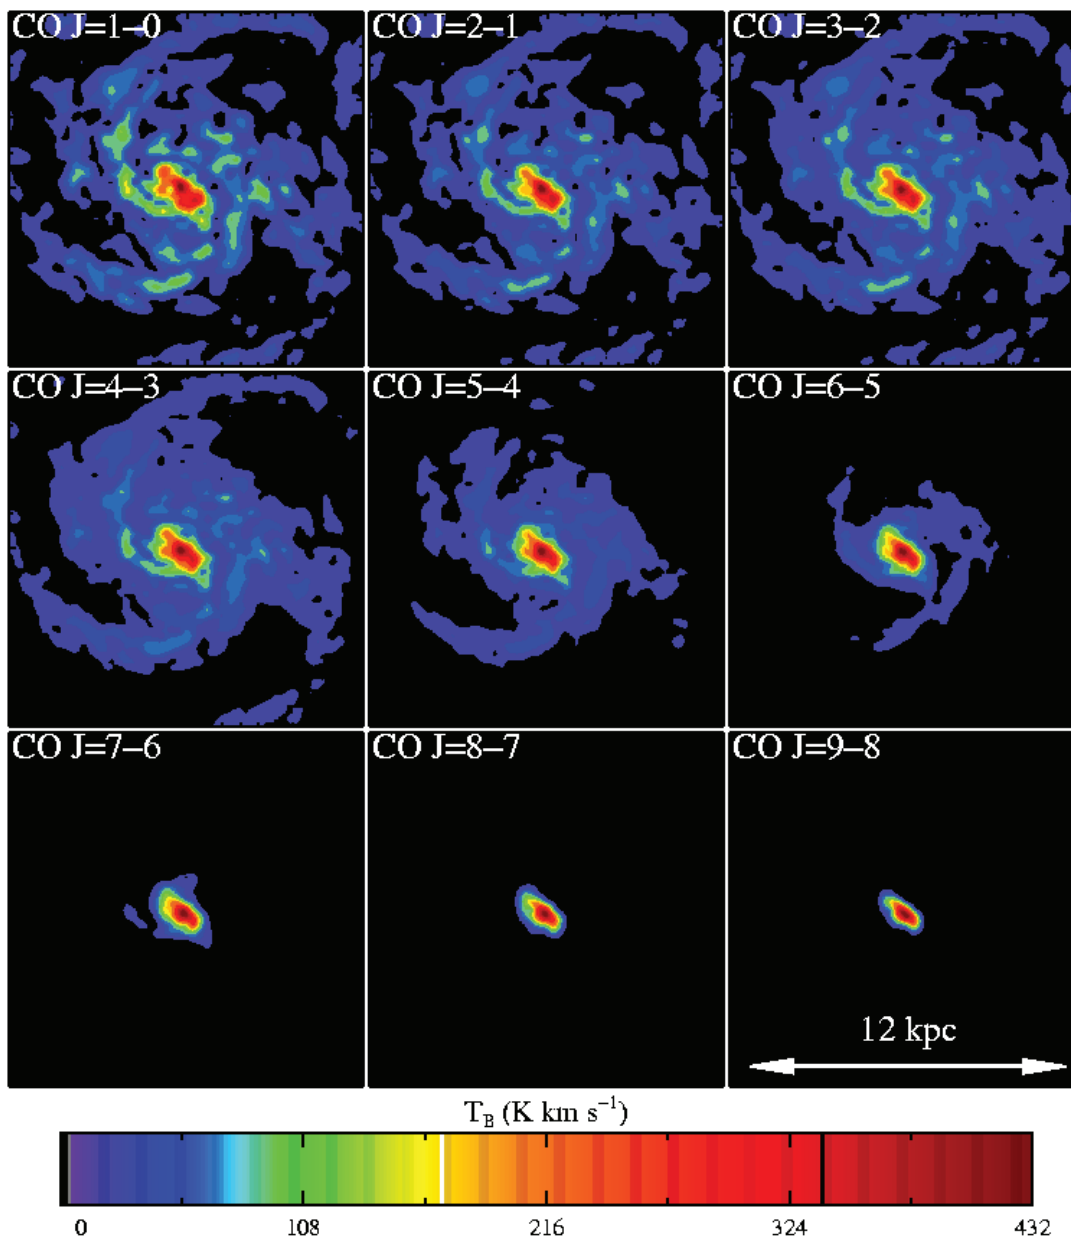 CO J=1–0
CO J=2–1
CO J=3–2
CO J=4–3
CO J=5–4
CO J=6–5
CO J=7–6
CO J=8–7
CO J=9–8
12 kpc
T_B (K km s⁻¹)
0 108 216 324 432